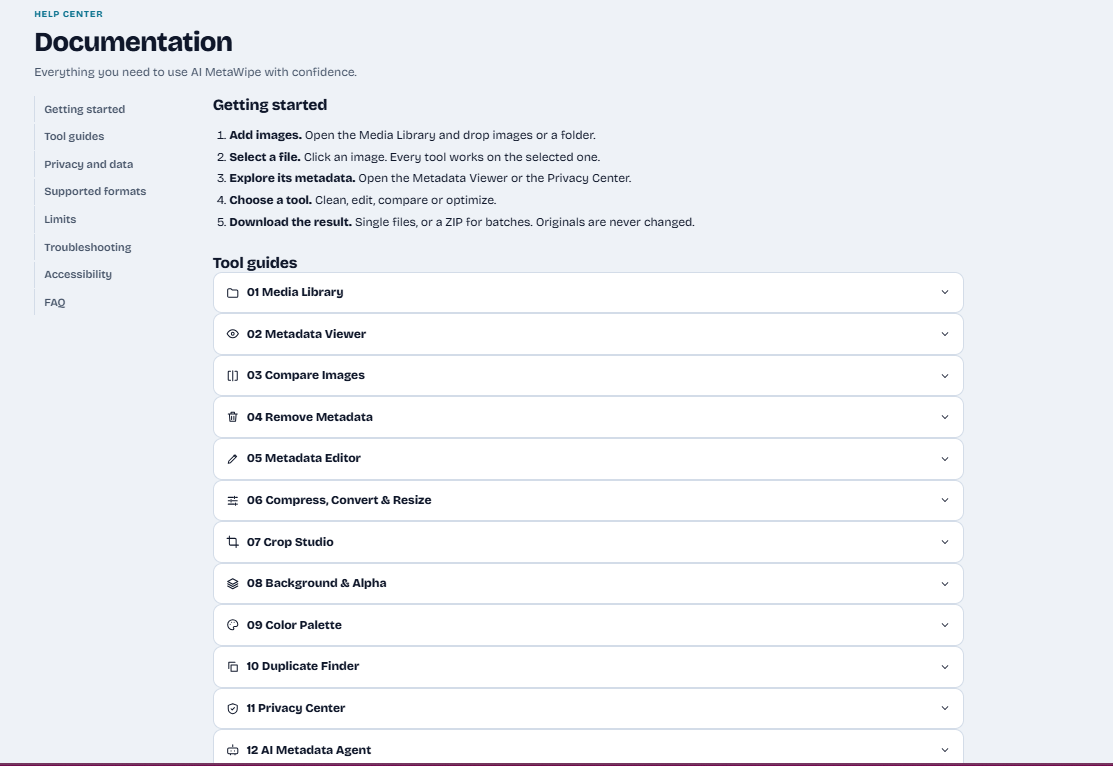 HELP CENTER
Documentation
Everything you need to use AI MetaWipe with confidence.
Getting started
Tool guides
Privacy and data
Supported formats
Limits
Troubleshooting
Accessibility
FAQ
Getting started
1. Add images. Open the Media Library and drop images or a folder.
2. Select a file. Click an image. Every tool works on the selected one.
3. Explore its metadata. Open the Metadata Viewer or the Privacy Center.
4. Choose a tool. Clean, edit, compare or optimize.
5. Download the result. Single files, or a ZIP for batches. Originals are never changed.
Tool guides
01 Media Library
02 Metadata Viewer
03 Compare Images
04 Remove Metadata
05 Metadata Editor
06 Compress, Convert & Resize
07 Crop Studio
08 Background & Alpha
09 Color Palette
10 Duplicate Finder
11 Privacy Center
12 AI Metadata Agent